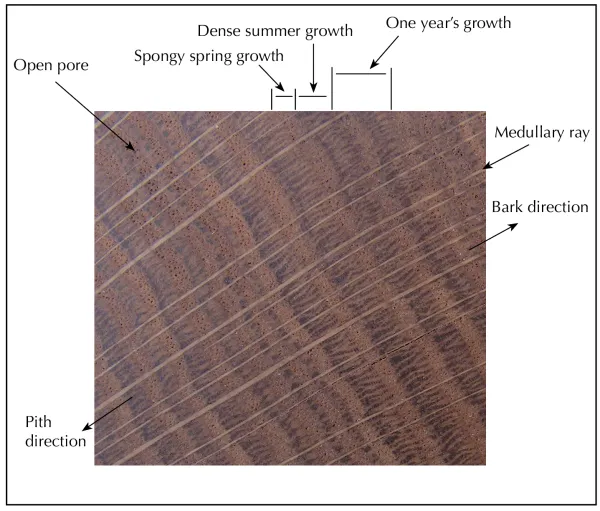 One year’s growth
Dense summer growth
Spongy spring growth
Open pore
Medullary ray
Bark direction
Pith
direction